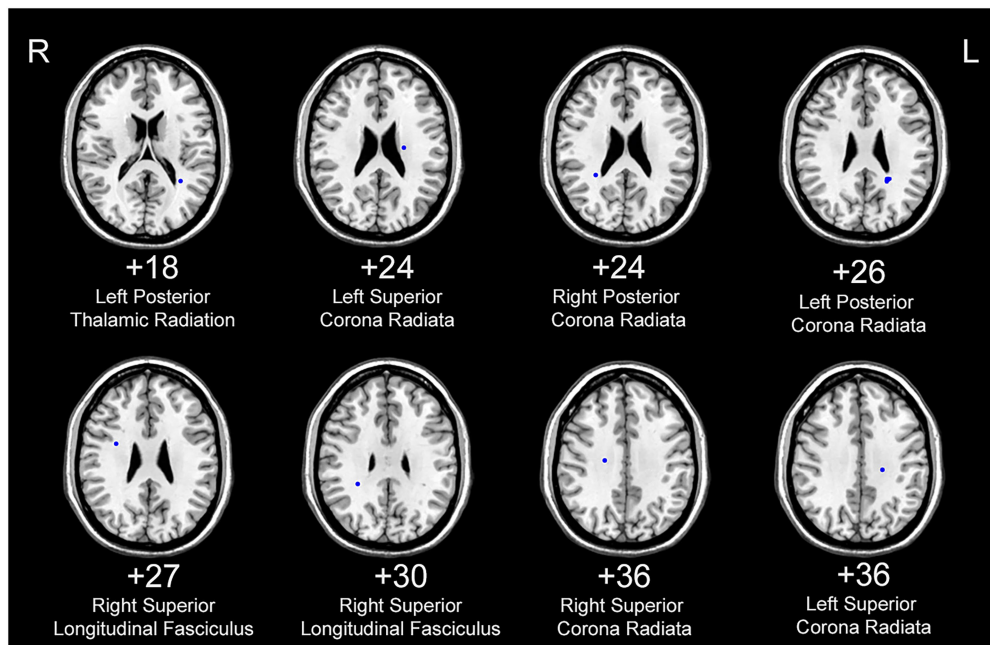 R
L
+18
Left Posterior
Thalamic Radiation
+24
Left Superior
Corona Radiata
+24
Right Posterior
Corona Radiata
+26
Left Posterior
Corona Radiata
+27
Right Superior
Longitudinal Fasciculus
+30
Right Superior
Longitudinal Fasciculus
+36
Right Superior
Corona Radiata
+36
Left Superior
Corona Radiata